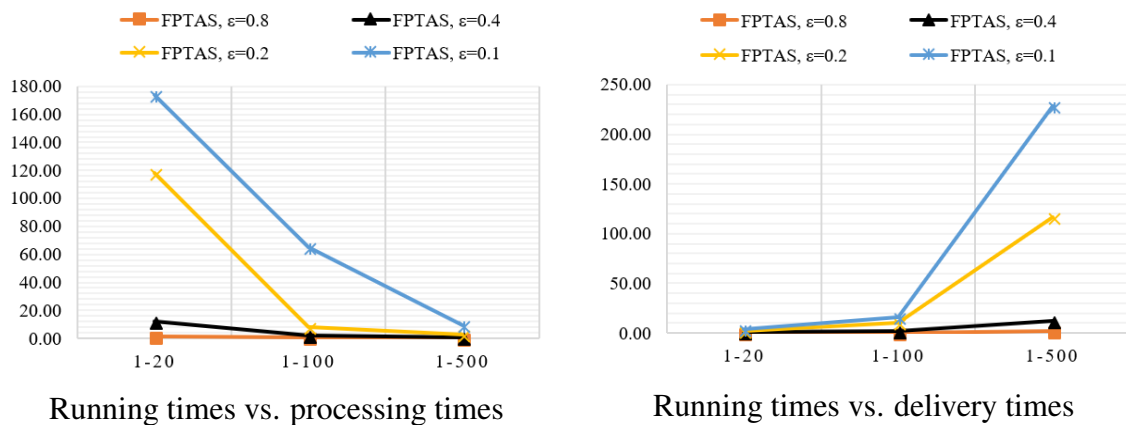 FPTAS, ε=0.8
FPTAS, ε=0.4
FPTAS, ε=0.2
FPTAS, ε=0.1
180.00
160.00
140.00
120.00
100.00
80.00
60.00
40.00
20.00
0.00
1-20
1-100
1-500
Running times vs. processing times
FPTAS, ε=0.8
FPTAS, ε=0.4
FPTAS, ε=0.2
FPTAS, ε=0.1
250.00
200.00
150.00
100.00
50.00
0.00
1-20
1-100
1-500
Running times vs. delivery times